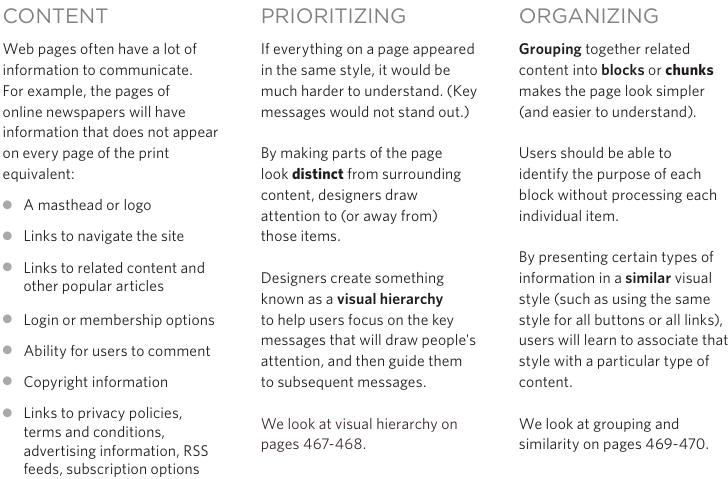 CONTENT
Web pages often have a lot of
information to communicate.
For example, the pages of
online newspapers will have
information that does not appear
on every page of the print
equivalent:
A masthead or logo
Links to navigate the site
Links to related content and
other popular articles
Login or membership options
Ability for users to comment
Copyright information
Links to privacy policies,
terms and conditions,
advertising information, RSS
feeds, subscription options
PRIORITIZING
If everything on a page appeared
in the same style, it would be
much harder to understand. (Key
messages would not stand out.)
By making parts of the page
look distinct from surrounding
content, designers draw
attention to (or away from)
those items.
Designers create something
known as a visual hierarchy
to help users focus on the key
messages that will draw people's
attention, and then guide them
to subsequent messages.
We look at visual hierarchy on
pages 467-468.
ORGANIZING
Grouping together related
content into blocks or chunks
makes the page look simpler
(and easier to understand).
Users should be able to
identify the purpose of each
block without processing each
individual item.
By presenting certain types of
information in a similar visual
style (such as using the same
style for all buttons or all links),
users will learn to associate that
style with a particular type of
content.
We look at grouping and
similarity on pages 469-470.